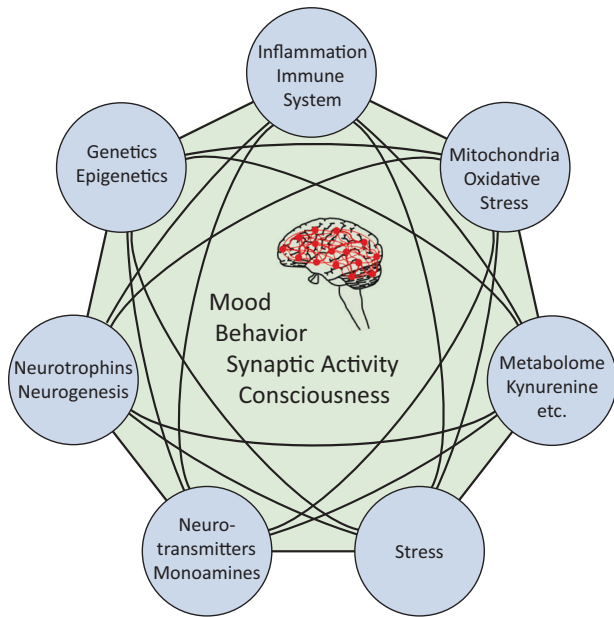 Inflammation
Immune
System
Genetics
Epigenetics
Mitochondria
Oxidative
Stress
Mood
Behavior
Synaptic Activity
Consciousness
Neurotrophins
Neurogenesis
Metabolome
Kynurenine
etc.
Neuro-
transmitters
Monoamines
Stress